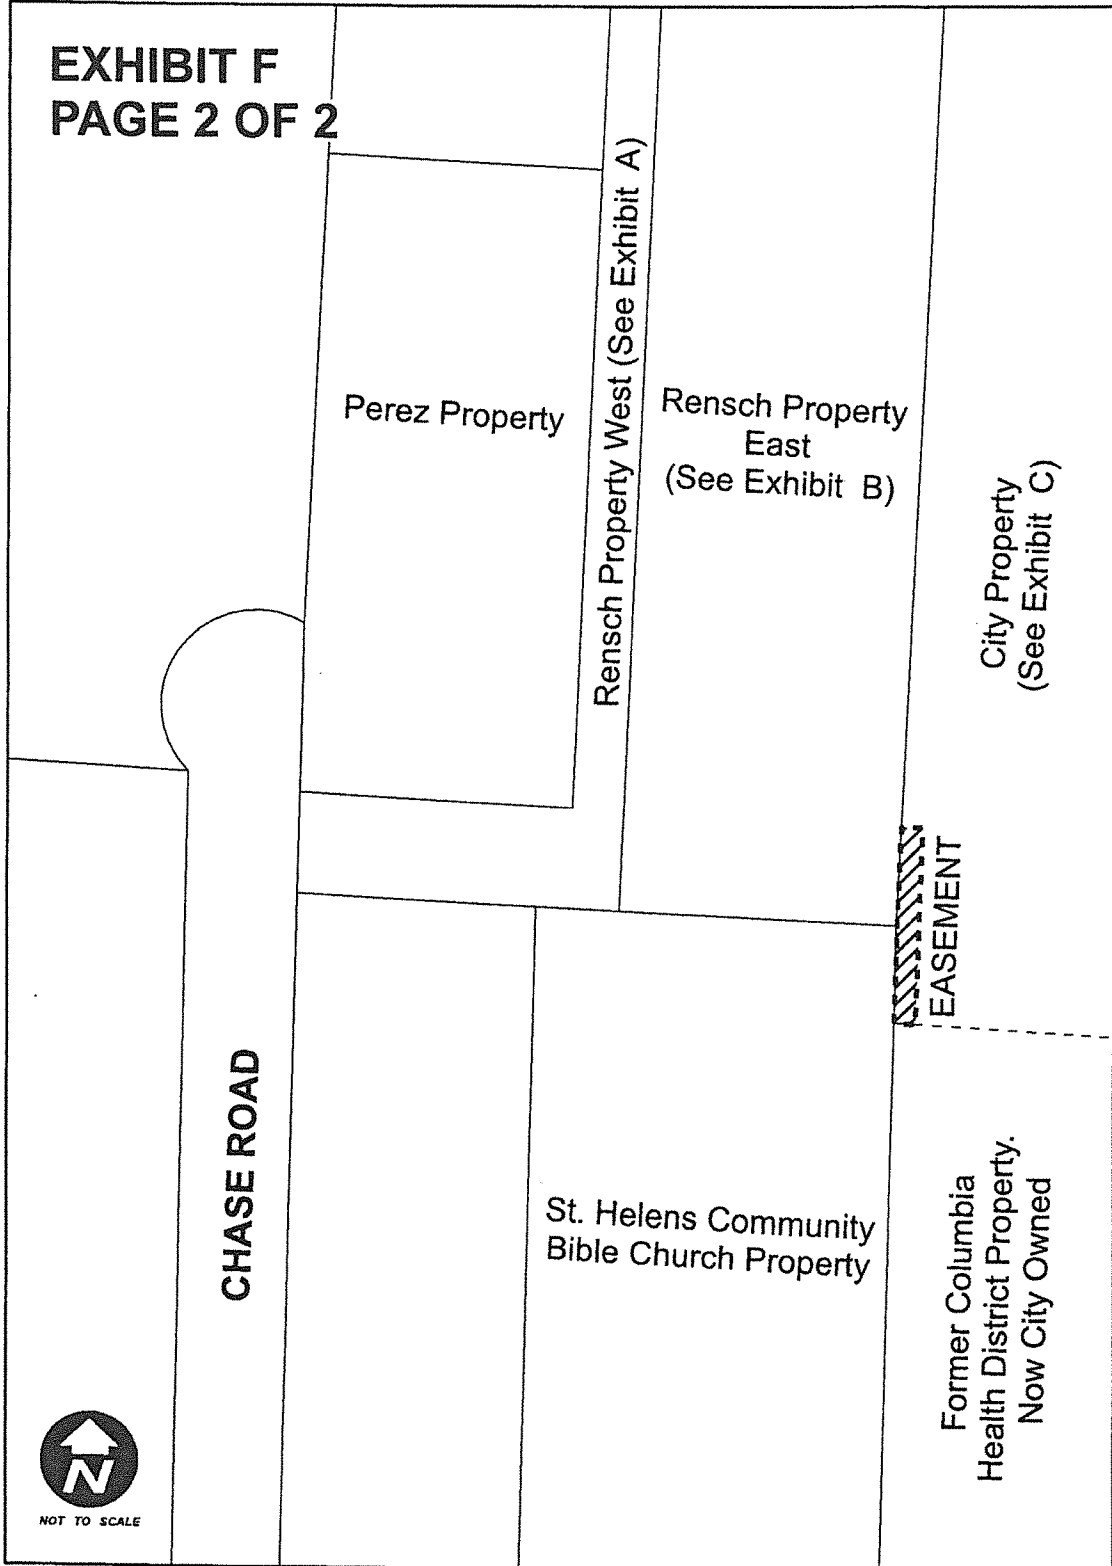 EXHIBIT F
PAGE 2 OF 2
Perez Property
Rensch Property West (See Exhibit A)
Rensch Property
East
(See Exhibit B)
City Property
(See Exhibit C)
EASEMENT
CHASE ROAD
St. Helens Community
Bible Church Property
Former Columbia
Health District Property.
Now City Owned
N
NOT TO SCALE